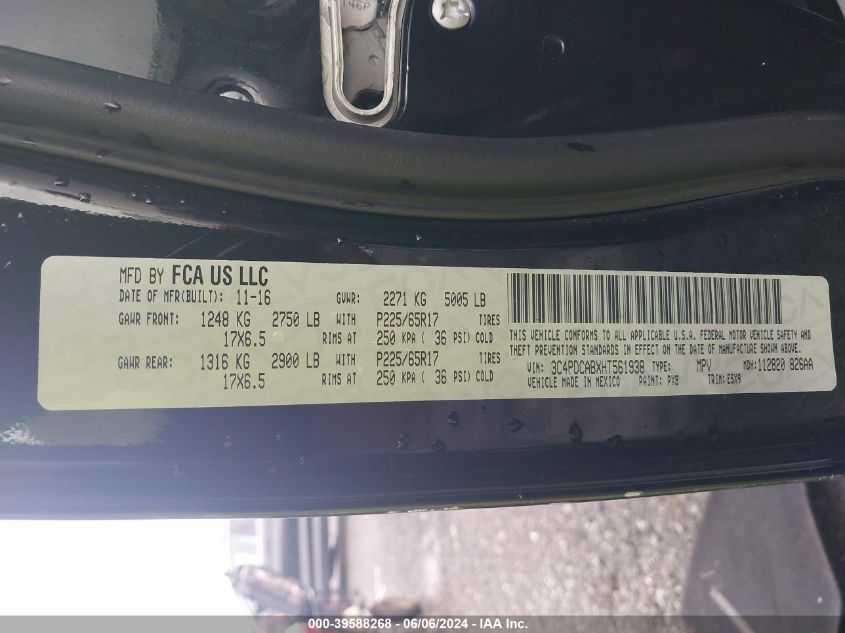 146P
MFD BY FCA US LLC
DATE OF MFR(BUILT): 11-16 GVWR: 2271 KG 5005 LB
GAWR FRONT: 1248 KG 2750 LB WITH P225/65R17 TIRES
17X6.5 RIMS AT 250 KPA ( 36 PSI) COLD
GAWR REAR: 1316 KG 2900 LB WITH P225/65R17 TIRES
17X6.5 RIMS AT 250 KPA ( 36 PSI) COLD
THIS VEHICLE CONFORMS TO ALL APPLICABLE U.S.A. FEDERAL MOTOR VEHICLE SAFETY AND
THEFT PREVENTION STANDARDS IN EFFECT ON THE DATE OF MANUFACTURE SHOWN ABOVE.
VIN: 3C4PDCABXHT561938 TYPE: MPV MDH:112820 826AA
VEHICLE MADE IN MEXICO PAINT: PX8 TRIM: E5X9
000-39588268 - 06/06/2024 - IAA Inc.